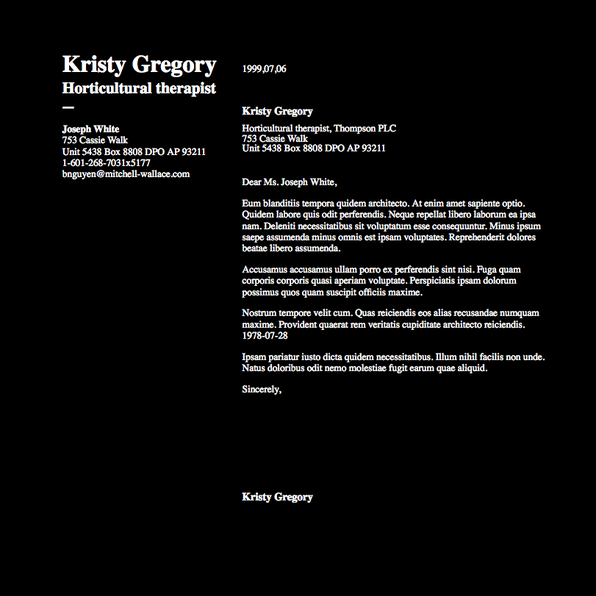 Kristy Gregory
Horticultural therapist
Joseph White
753 Cassie Walk
Unit 5438 Box 8808 DPO AP 93211
1-601-268-7031x5177
bnguyen@mitchell-wallace.com
1999,07,06
Kristy Gregory
Horticultural therapist, Thompson PLC
753 Cassie Walk
Unit 5438 Box 8808 DPO AP 93211
Dear Ms. Joseph White,
Eum blanditiis tempora quidem architecto. At enim amet sapiente optio.
Quidem labore quis odit perferendis. Neque repellat libero laborum ea ipsa
nam. Deleniti necessitatibus sit voluptatum esse consequuntur. Minus ipsum
saepe assumenda minus omnis est ipsam voluptates. Reprehenderit dolores
beatae libero assumenda.
Accusamus accusamus ullam porro ex perferendis sint nisi. Fuga quam
corporis corporis quasi aperiam voluptate. Perspiciatis ipsam dolorum
possimus quos quam suscipit officiis maxime.
Nostrum tempore velit cum. Quas reiciendis eos alias recusandae numquam
maxime. Provident quaerat rem veritatis cupiditate architecto reiciendis.
1978-07-28
Ipsam pariatur iusto dicta quidem necessitatibus. Illum nihil facilis non unde.
Natus doloribus odit nemo molestiae fugit earum quae aliquid.
Sincerely,
Kristy Gregory